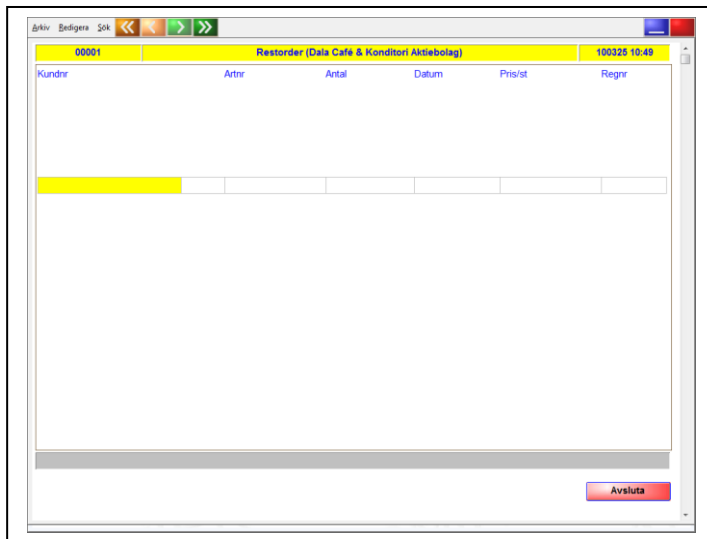 Arkiv Redigera Sök
00001 Restorder (Dala Café & Konditori Aktiebolag) 100325 10:49
Kundnr Artnr Antal Datum Pris/st Regnr
Avsluta